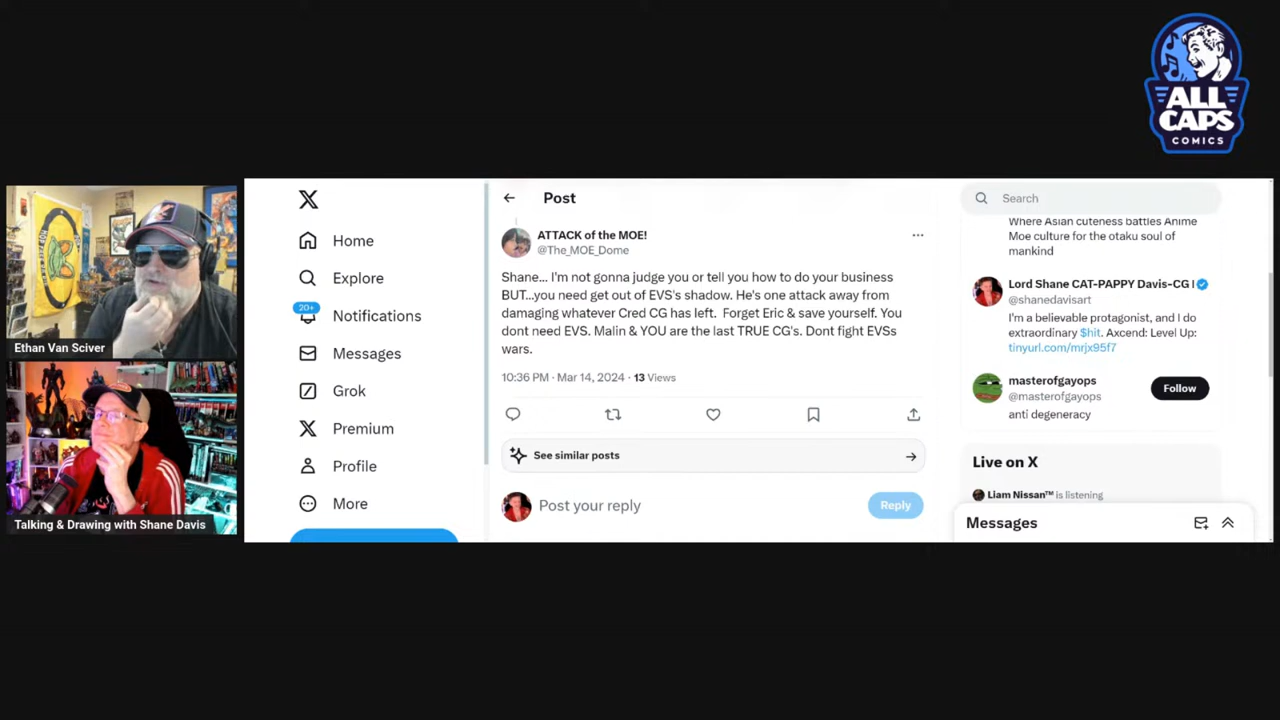 ALL
CAPS
COMICS
Ethan Van Sciver
Talking & Drawing with Shane Davis
Home
Explore
20+
Notifications
Messages
Grok
Premium
Profile
More
Post
ATTACK of the MOE!
@The_MOE_Dome
Shane... I'm not gonna judge you or tell you how to do your business
BUT...you need get out of EVS's shadow. He's one attack away from
damaging whatever Cred CG has left. Forget Eric & save yourself. You
dont need EVS. Malin & YOU are the last TRUE CG's. Dont fight EVSs
wars.
10:36 PM · Mar 14, 2024 · 13 Views
See similar posts
Post your reply
Reply
Search
Where Asian cuteness battles Anime
Moe culture for the otaku soul of
mankind
Lord Shane CAT-PAPPY Davis-CG I
@shanedavisart
I'm a believable protagonist, and I do
extraordinary $hit. Axcend: Level Up:
tinyurl.com/mrjx95f7
masterofgayops
@masterofgayops
Follow
anti degeneracy
Live on X
Liam Nissan™ is listening
Messages